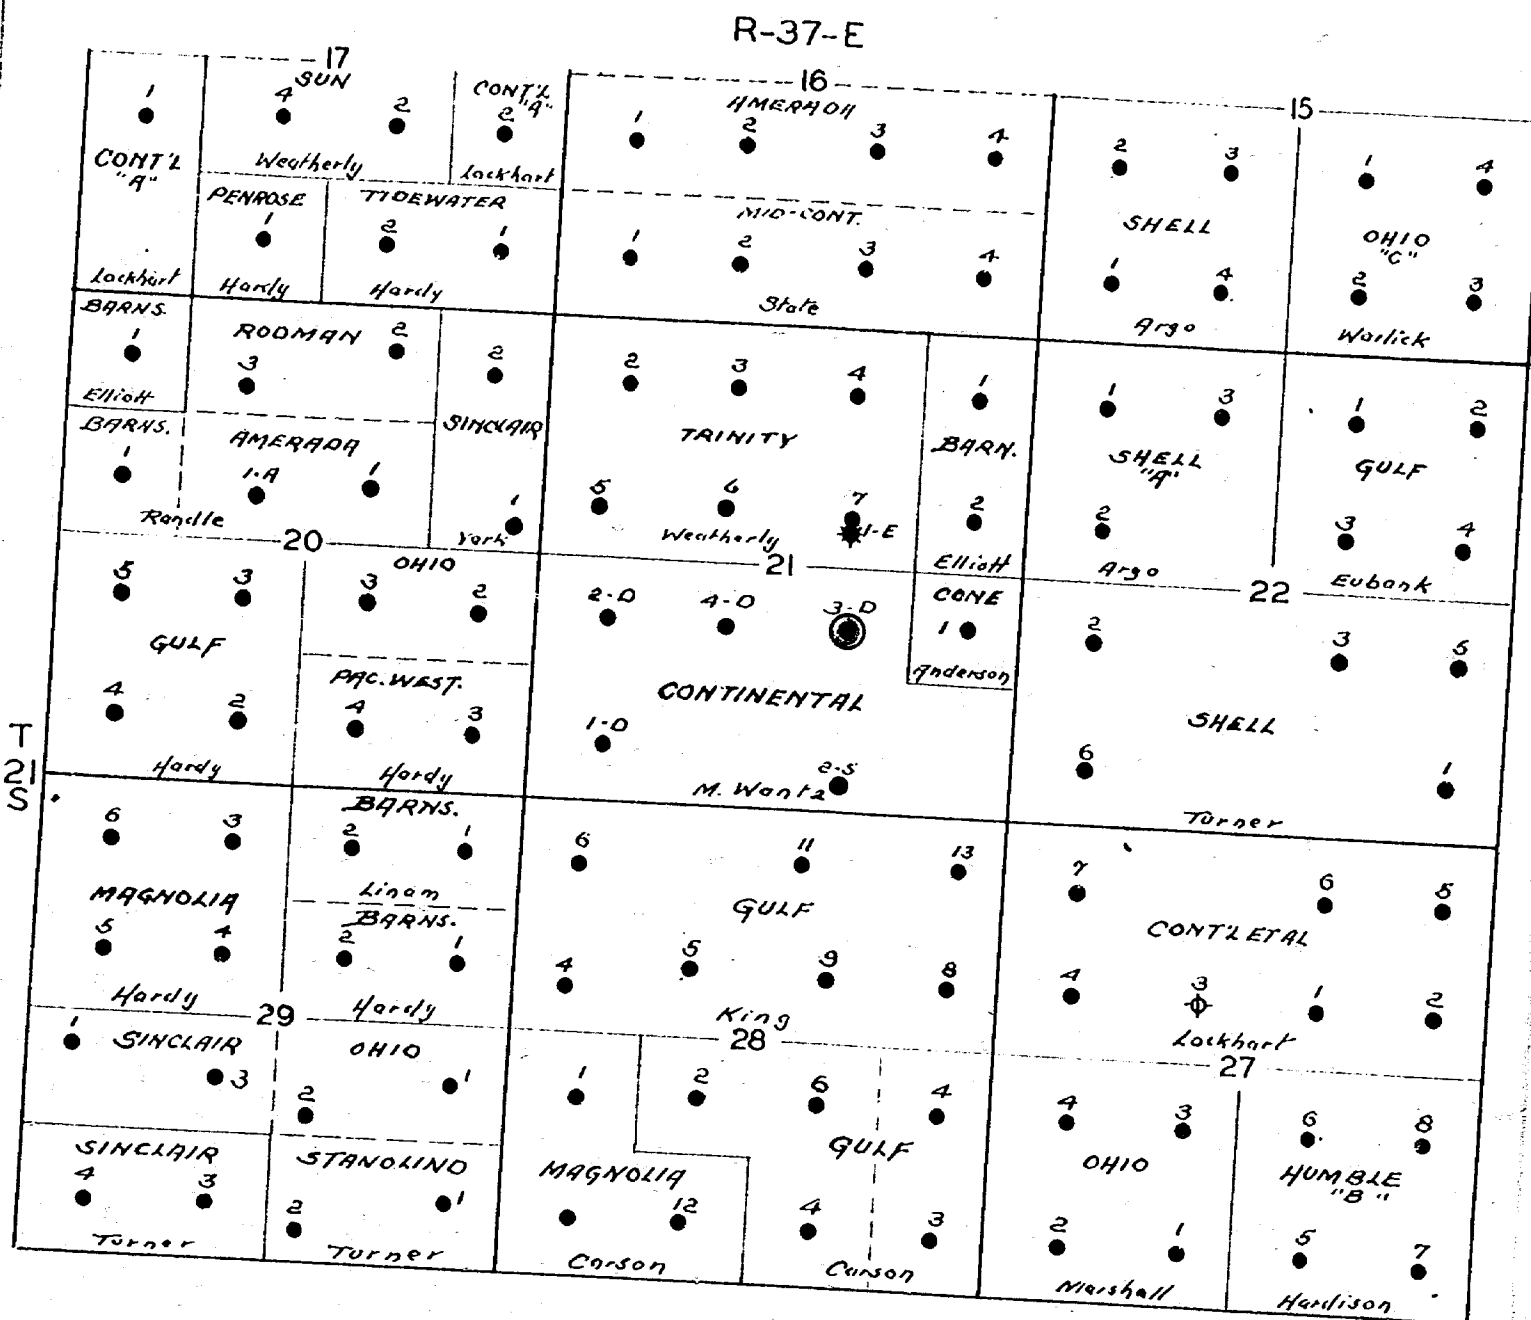 R-37-E
17
16
15
1
CONT'L
"A"
Lockhart
SUN
4
2
Weatherly
CONT'L
"A"
2
Lockhart
PENROSE
1
Hardy
TIDEWATER
2
1
Hardy
AMERADA
1
2
3
4
MID-CONT.
1
2
3
4
State
2
3
SHELL
1
4
Argo
1
4
OHIO
"C"
2
3
Warlick
BARNS.
1
Elliott
RODMAN
2
3
BARNS.
1
AMERADA
1-A
1
Randle
2
SINCLAIR
1
York
20
2
3
4
TRINITY
5
6
7
Weatherly
1-E
21
1
BARN.
2
Elliott
1
3
SHELL
"A"
2
Argo
1
2
GULF
3
4
Eubank
22
5
3
GULF
4
2
Hardy
OHIO
3
2
PAC. WEST.
4
3
Hardy
2-D
4-D
3-D
CONTINENTAL
1-D
2-S
M. Wantz
CONE
1
Anderson
2
3
5
SHELL
6
1
Turner
T
21
S
6
3
MAGNOLIA
5
4
Hardy
BARNS.
2
1
Linam
BARNS.
2
1
Hardy
29
6
11
13
GULF
4
5
9
8
King
28
7
6
5
CONT'LETAL
4
3
1
2
Lockhart
27
1
SINCLAIR
3
OHIO
1
2
SINCLAIR
4
3
Turner
STANOLIND
2
1
Turner
1
MAGNOLIA
12
Carson
2
6
4
GULF
4
3
Carson
4
3
OHIO
2
1
Marshall
6
8
HUMBLE
"B"
5
7
Hardison